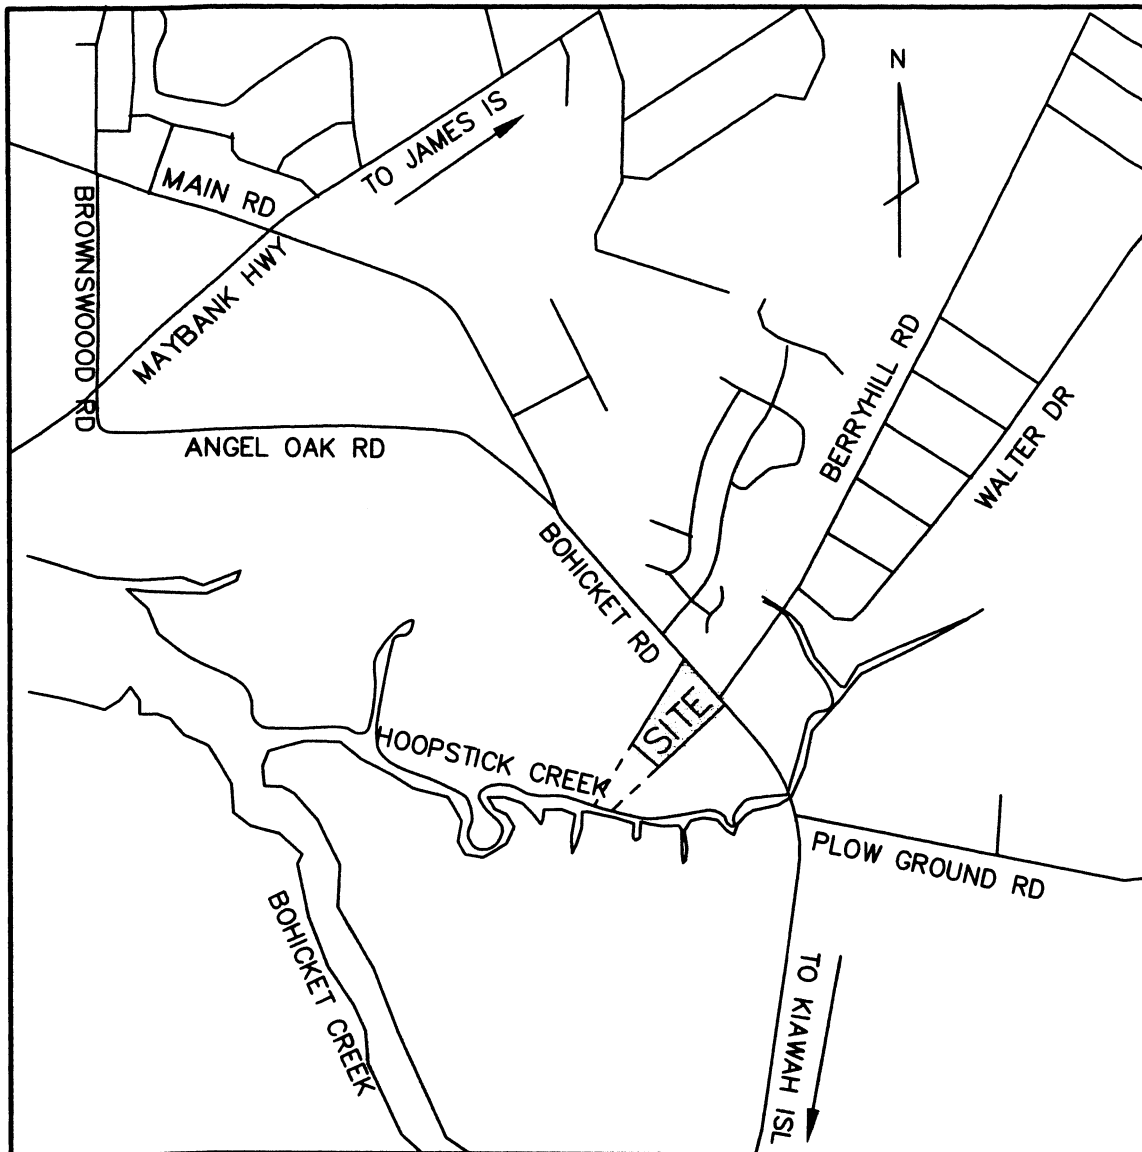 N
TO JAMES IS
MAIN RD
BROWNSWOOOD RD
MAYBANK HWY
BERRYHILL RD
WALTER DR
ANGEL OAK RD
BOHICKET RD
SITE
HOOPSTICK CREEK
PLOW GROUND RD
BOHICKET CREEK
TO KIAWAH ISL